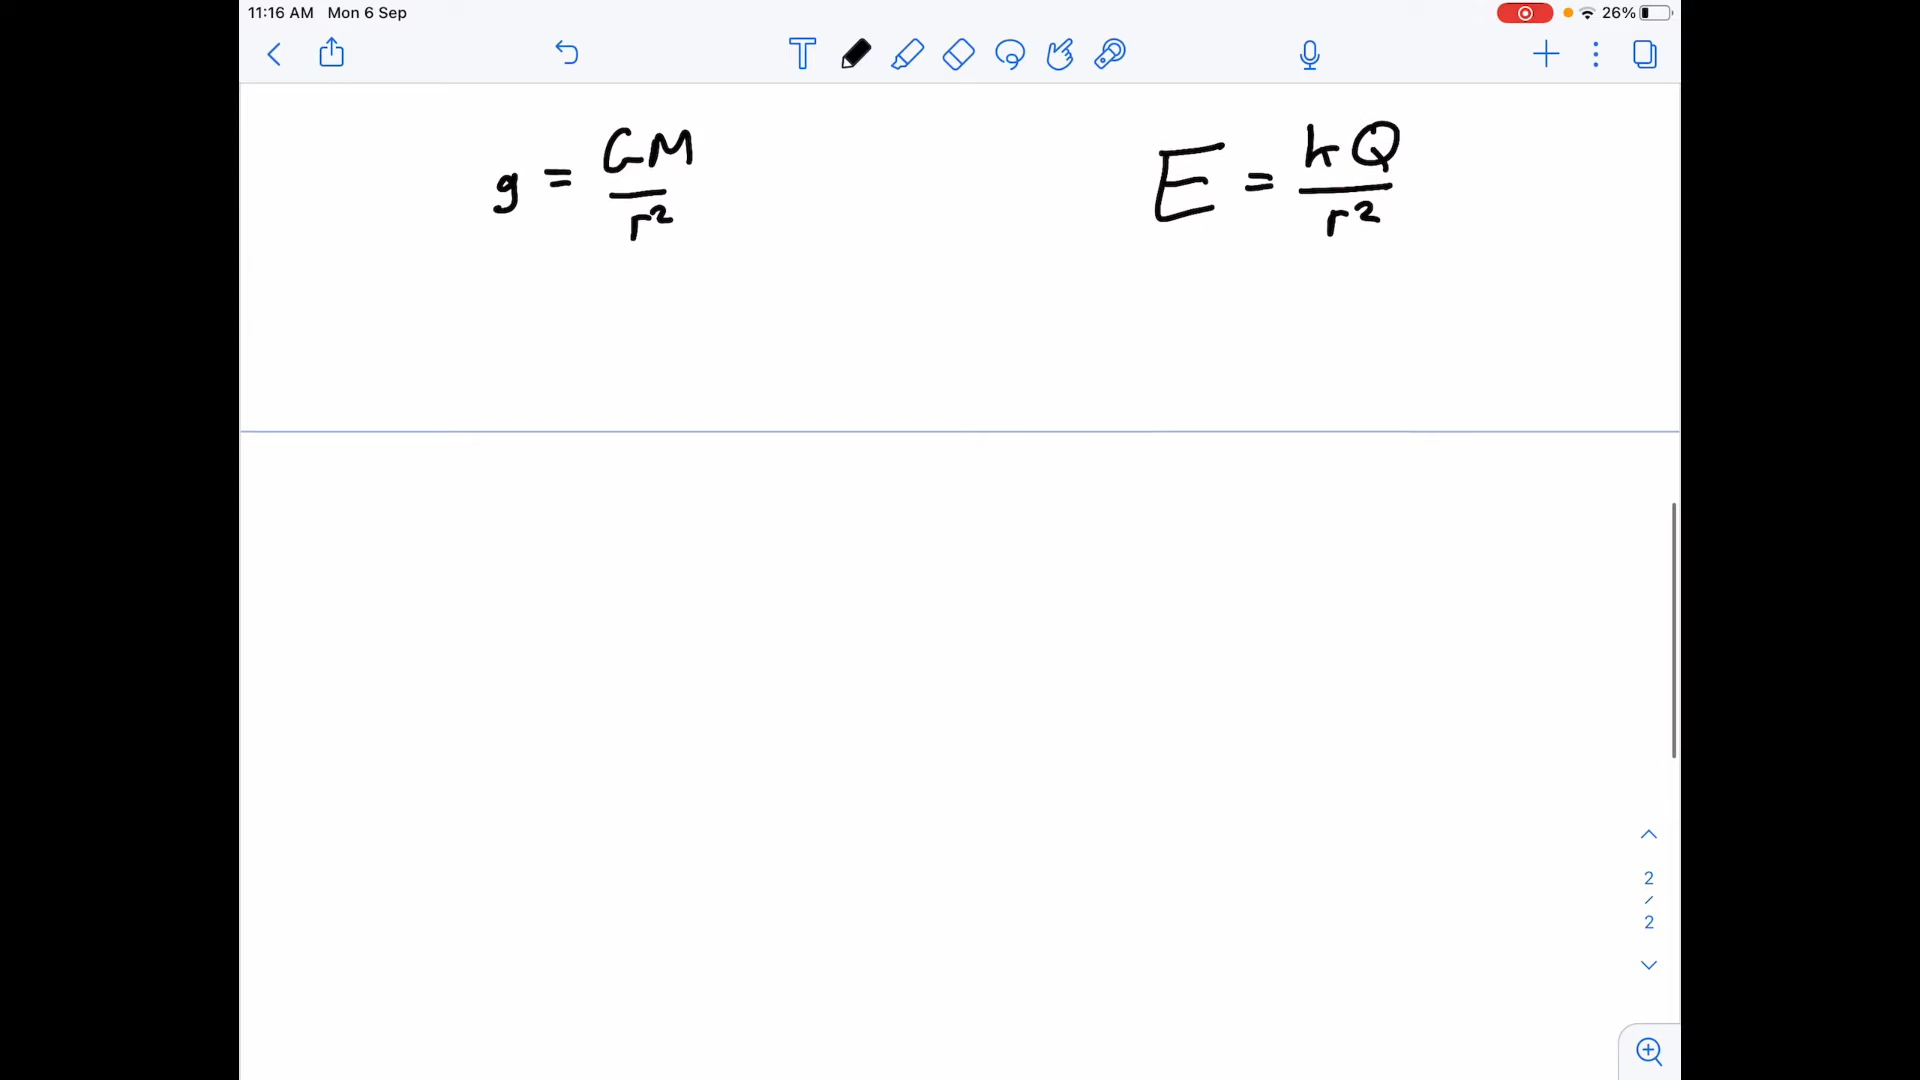 11:16 AM Mon 6 Sep 26%
T
g = GM / r²
E = kQ / r²
2
/
2